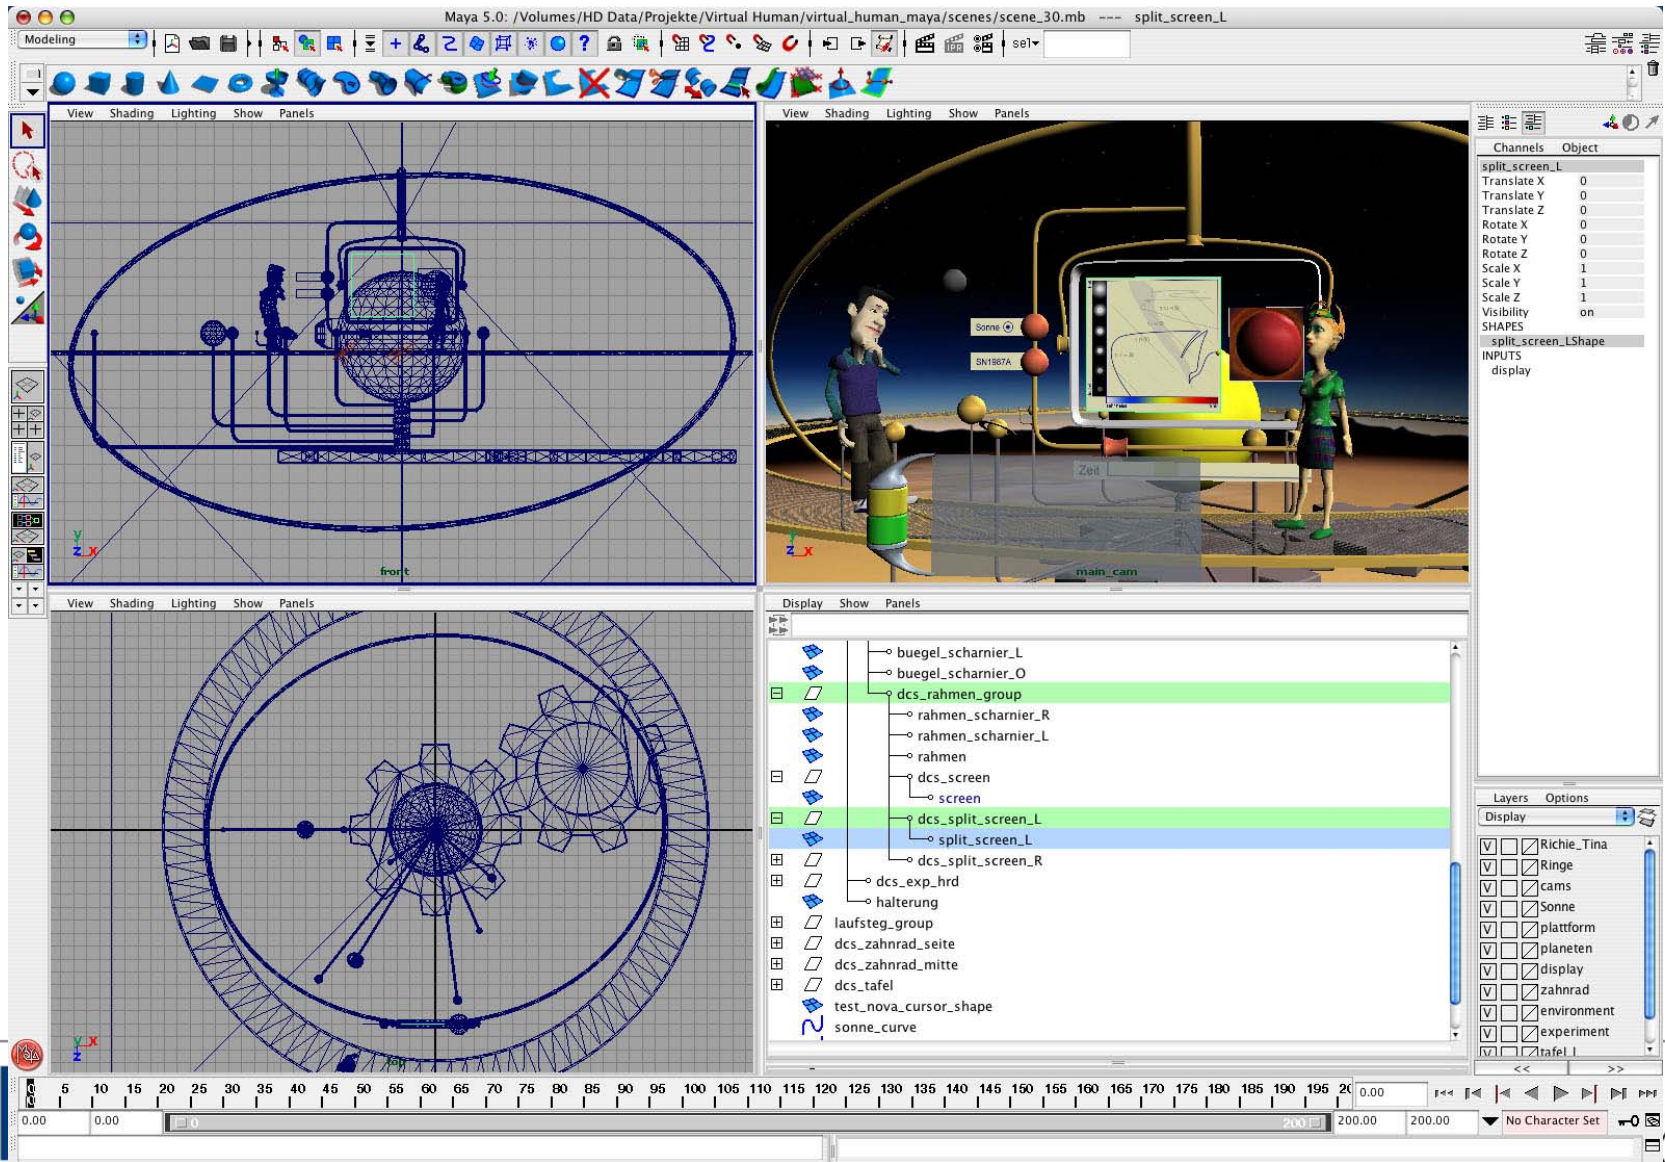 Maya 5.0: /Volumes/HD Data/Projekte/Virtual Human/virtual_human_maya/scenes/scene_30.mb --- split_screen_L
Modeling
sel
View Shading Lighting Show Panels
front
View Shading Lighting Show Panels
Sonne
SN1987A
Zeit
main_cam
Channels Object
split_screen_L
Translate X 0
Translate Y 0
Translate Z 0
Rotate X 0
Rotate Y 0
Rotate Z 0
Scale X 1
Scale Y 1
Scale Z 1
Visibility on
SHAPES
split_screen_LShape
INPUTS
display
View Shading Lighting Show Panels
top
Display Show Panels
buegel_scharnier_L
buegel_scharnier_O
dcs_rahmen_group
rahmen_scharnier_R
rahmen_scharnier_L
rahmen
dcs_screen
screen
dcs_split_screen_L
split_screen_L
dcs_split_screen_R
dcs_exp_hrd
halterung
laufsteg_group
dcs_zahnrad_seite
dcs_zahnrad_mitte
dcs_tafel
test_nova_cursor_shape
sonne_curve
Layers Options
Display
V Richie_Tina
V Ringe
V cams
V Sonne
V plattform
V planeten
V display
V zahnrad
V environment
V experiment
V tafel_l
<< >>
5 10 15 20 25 30 35 40 45 50 55 60 65 70 75 80 85 90 95 100 105 110 115 120 125 130 135 140 145 150 155 160 165 170 175 180 185 190 195 0.00
0.00 0.00 0 200 200.00 200.00 No Character Set